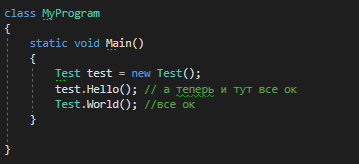 class MyProgram
{
static void Main()
{
Test test = new Test();
test.Hello(); // а теперь и тут все ок
Test.World(); //все ок
}
}